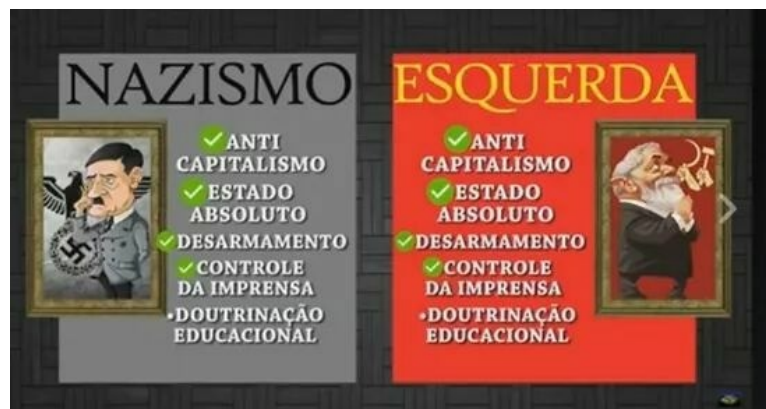 NAZISMO
ANTI
CAPITALISMO
ESTADO
ABSOLUTO
DESARMAMENTO
CONTROLE
DA IMPRENSA
•DOUTRINAÇÃO
EDUCACIONAL
ESQUERDA
ANTI
CAPITALISMO
ESTADO
ABSOLUTO
DESARMAMENTO
CONTROLE
DA IMPRENSA
•DOUTRINAÇÃO
EDUCACIONAL